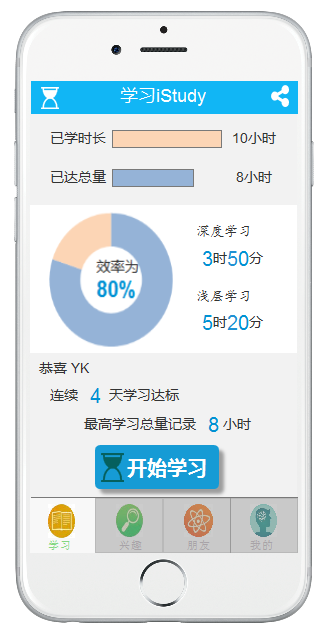 学习iStudy
已学时长 10小时
已达总量 8小时
深度学习
3时50分
效率为
80%
浅层学习
5时20分
恭喜 YK
连续 4 天学习达标
最高学习总量记录 8 小时
开始学习
学习 兴趣 朋友 我的